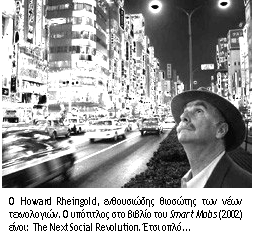 Ο Howard Rheingold, ενθουσιώδης θιασώτης των νέων
τεχνολογιών. Ο υπότιτλος στο βιβλίο του Smart Mobs (2002)
είναι: The Next Social Revolution. Έτσι απλά...